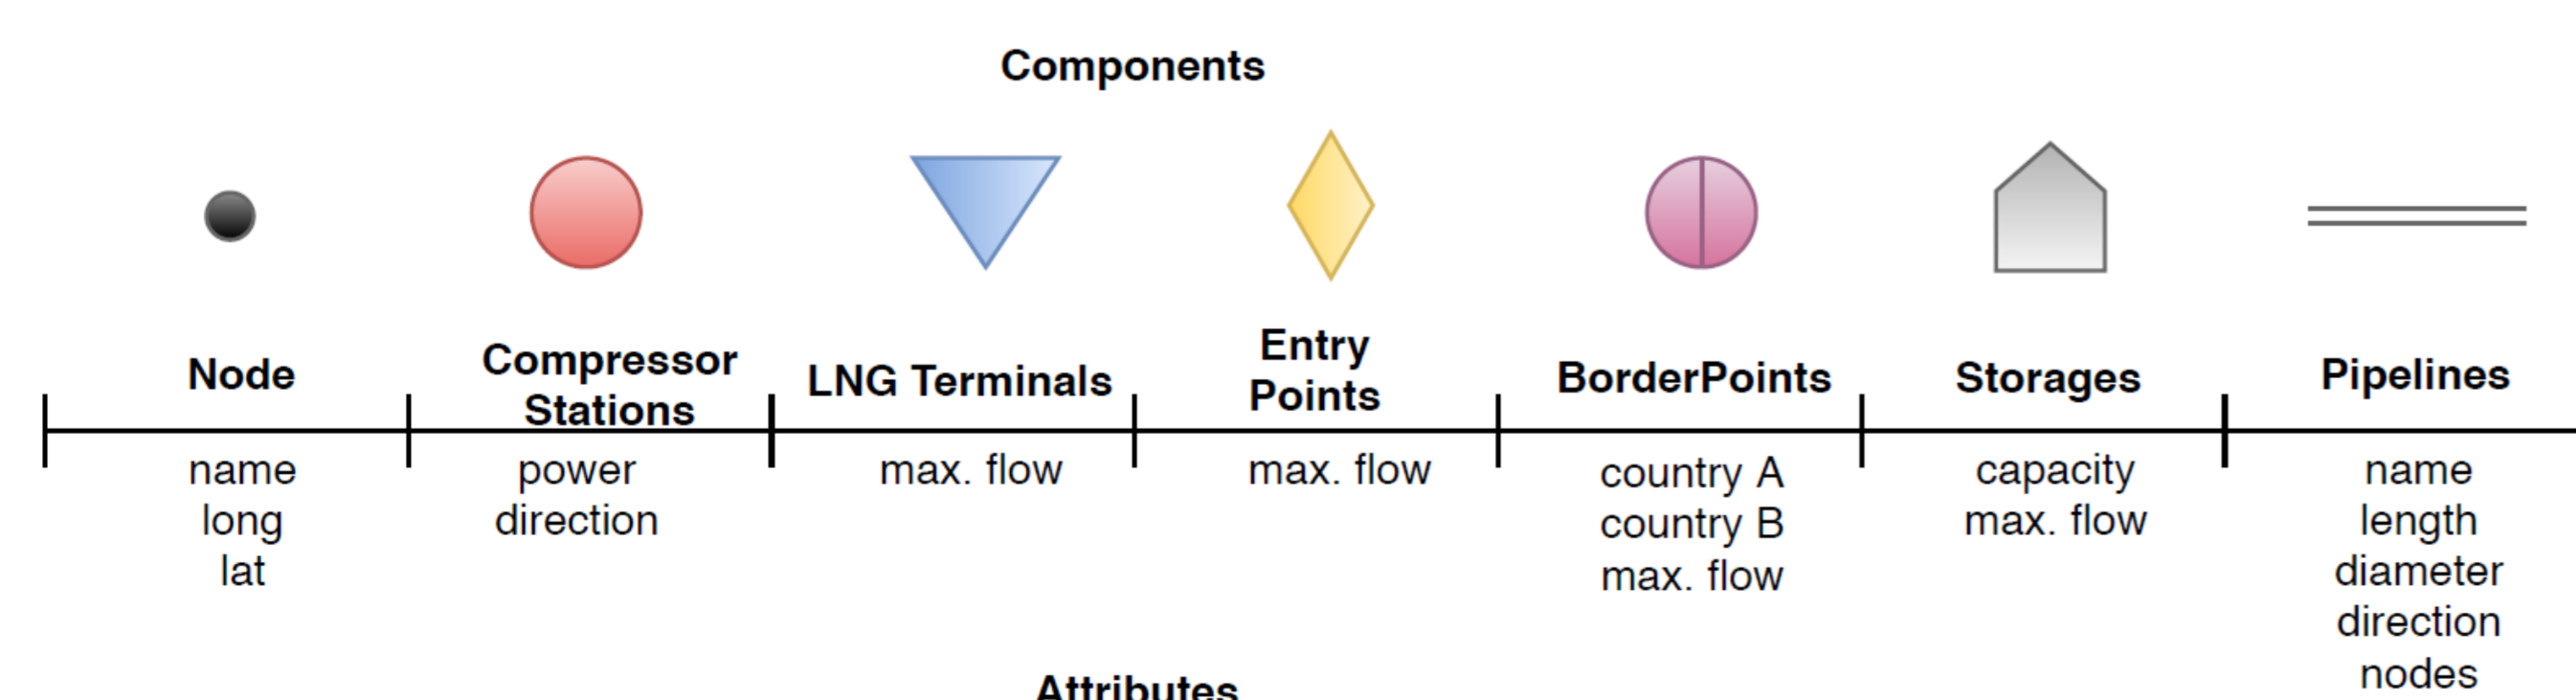 Components
Node
Compressor
Stations
LNG Terminals
Entry
Points
BorderPoints
Storages
Pipelines
name
long
lat
power
direction
max. flow
max. flow
country A
country B
max. flow
capacity
max. flow
name
length
diameter
direction
nodes
Attributes